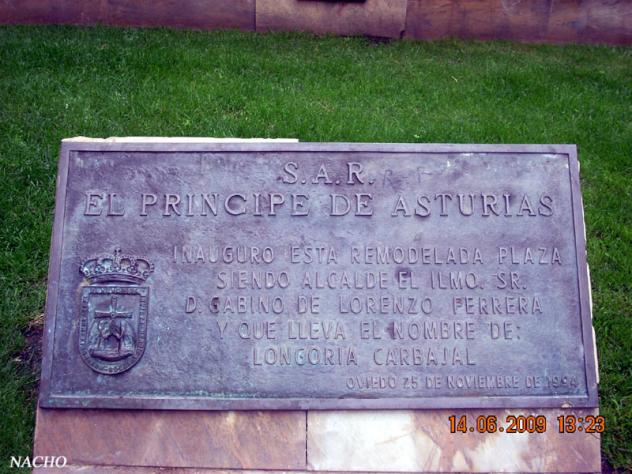 S.A.R.
EL PRINCIPE DE ASTURIAS
INAUGURO ESTA REMODELADA PLAZA
SIENDO ALCALDE EL ILMO. SR.
D. GABINO DE LORENZO FERRERA
Y QUE LLEVA EL NOMBRE DE:
LONGORIA CARBAJAL
OVIEDO 25 DE NOVIEMBRE DE 1994
14.06.2009 13:23
NACHO